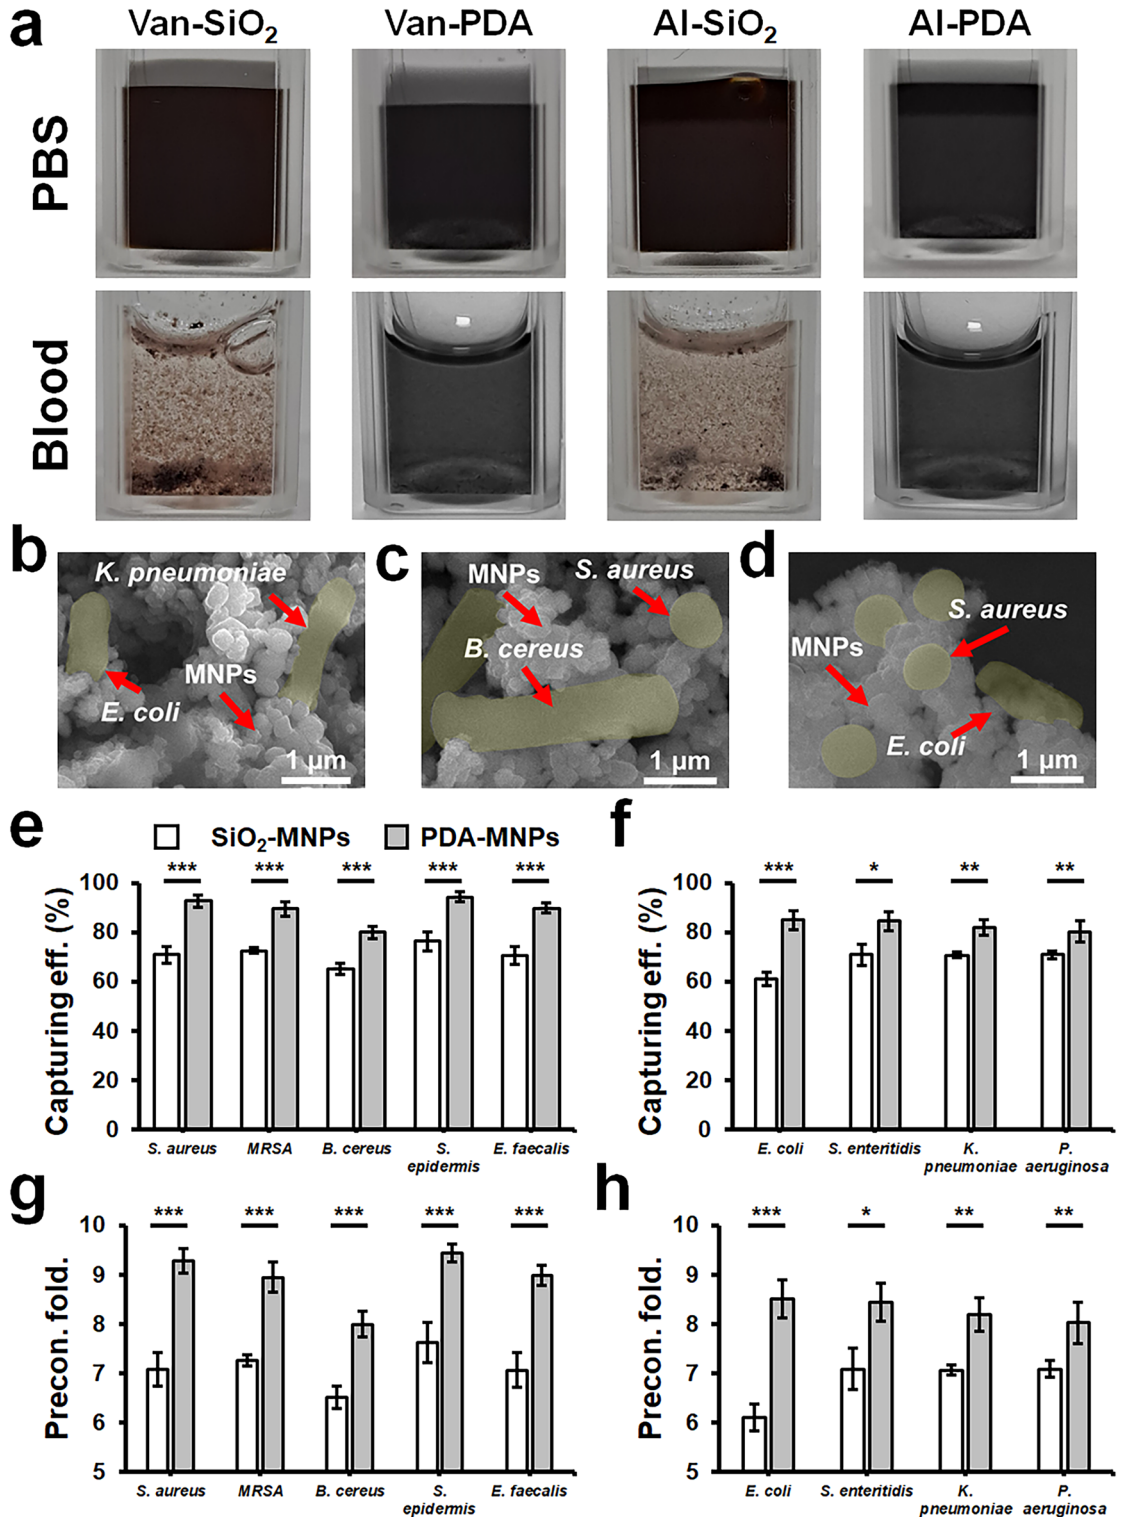 a
Van-SiO2 Van-PDA Al-SiO2 Al-PDA
PBS
Blood
b
K. pneumoniae
MNPs
E. coli
1 µm
c
MNPs S. aureus
B. cereus
1 µm
d
S. aureus
MNPs
E. coli
1 µm
e
SiO2-MNPs PDA-MNPs
*** *** *** *** ***
Capturing eff. (%)
100
80
60
40
20
0
S. aureus MRSA B. cereus S. epidermis E. faecalis
f
*** * ** **
Capturing eff. (%)
100
80
60
40
20
0
E. coli S. enteritidis K. pneumoniae P. aeruginosa
g
*** *** *** *** ***
Precon. fold.
10
9
8
7
6
5
S. aureus MRSA B. cereus S. epidermis E. faecalis
h
*** * ** **
Precon. fold.
10
9
8
7
6
5
E. coli S. enteritidis K. pneumoniae P. aeruginosa